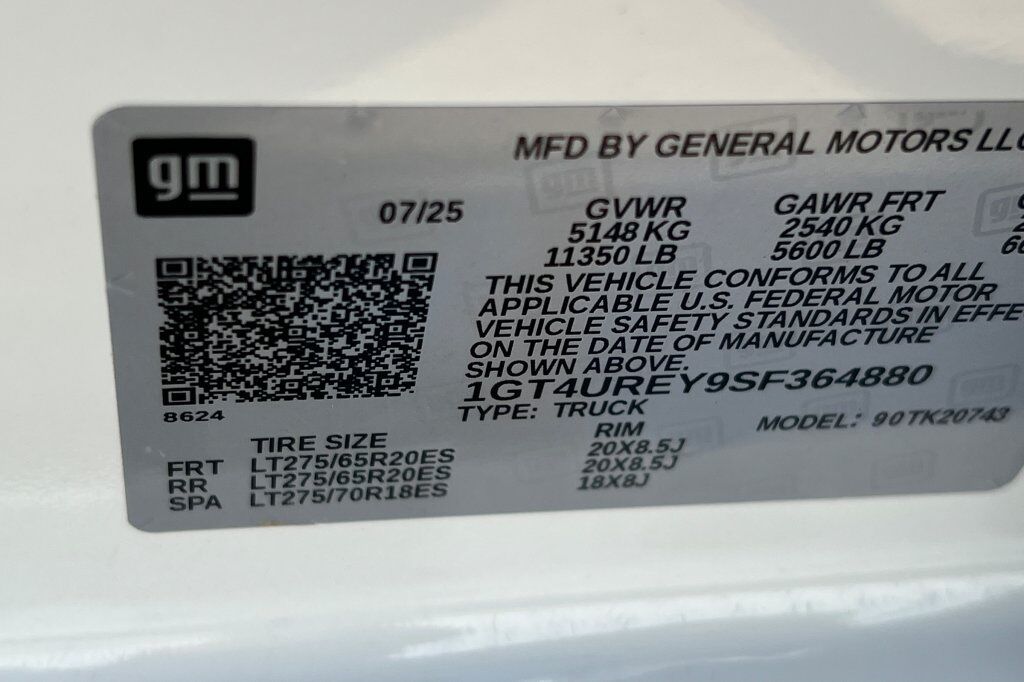 gm
MFD BY GENERAL MOTORS LLC
07/25
GVWR GAWR FRT
5148 KG 2540 KG
11350 LB 5600 LB
THIS VEHICLE CONFORMS TO ALL
APPLICABLE U.S. FEDERAL MOTOR
VEHICLE SAFETY STANDARDS IN EFFE
ON THE DATE OF MANUFACTURE
SHOWN ABOVE.
1GT4UREY9SF364880
8624
TYPE: TRUCK MODEL: 90TK20743
TIRE SIZE RIM
FRT LT275/65R20ES 20X8.5J
RR LT275/65R20ES 20X8.5J
SPA LT275/70R18ES 18X8J